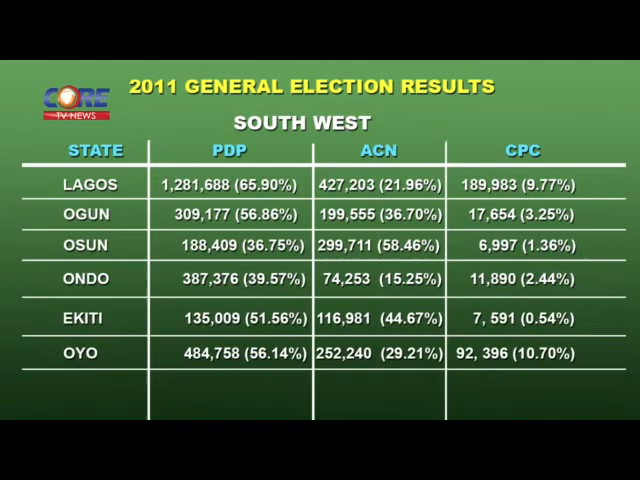 CORE
TV NEWS
2011 GENERAL ELECTION RESULTS
SOUTH WEST
STATE PDP ACN CPC
LAGOS 1,281,688 (65.90%) 427,203 (21.96%) 189,983 (9.77%)
OGUN 309,177 (56.86%) 199,555 (36.70%) 17,654 (3.25%)
OSUN 188,409 (36.75%) 299,711 (58.46%) 6,997 (1.36%)
ONDO 387,376 (39.57%) 74,253 (15.25%) 11,890 (2.44%)
EKITI 135,009 (51.56%) 116,981 (44.67%) 7, 591 (0.54%)
OYO 484,758 (56.14%) 252,240 (29.21%) 92, 396 (10.70%)